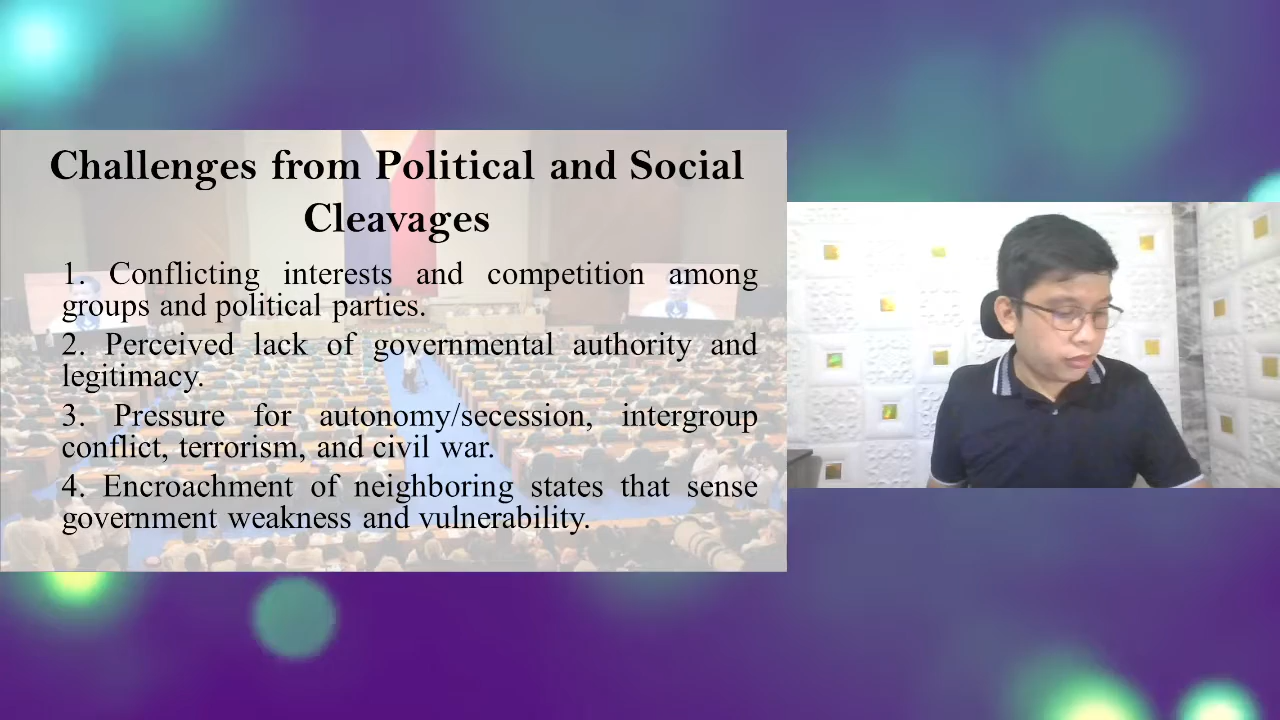 Challenges from Political and Social
Cleavages
1. Conflicting interests and competition among
groups and political parties.
2. Perceived lack of governmental authority and
legitimacy.
3. Pressure for autonomy/secession, intergroup
conflict, terrorism, and civil war.
4. Encroachment of neighboring states that sense
government weakness and vulnerability.